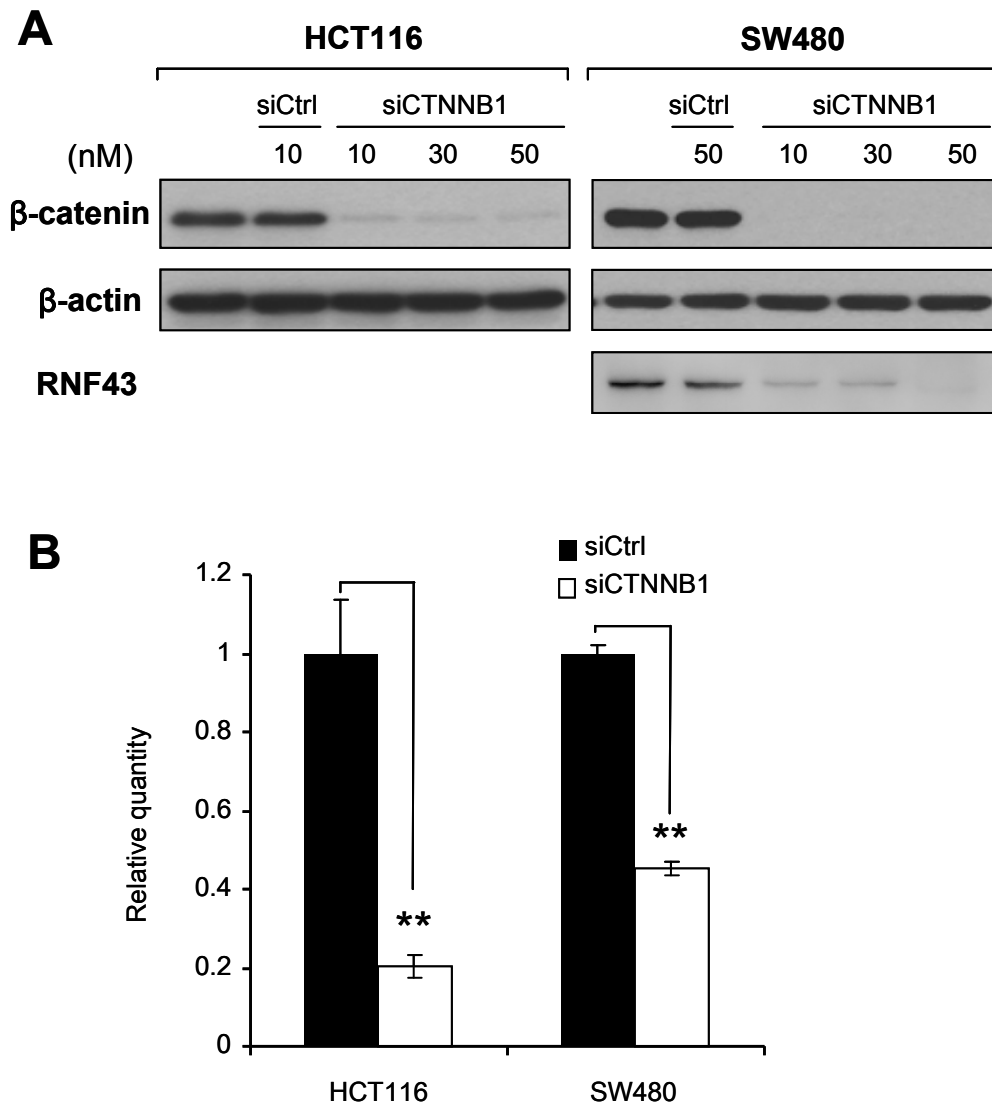 A
HCT116 SW480
siCtrl siCTNNB1 siCtrl siCTNNB1
(nM) 10 10 30 50 50 10 30 50
β-catenin
β-actin
RNF43
B
siCtrl
siCTNNB1
1.2
1
0.8
0.6
0.4
0.2
0
Relative quantity
**
**
HCT116 SW480